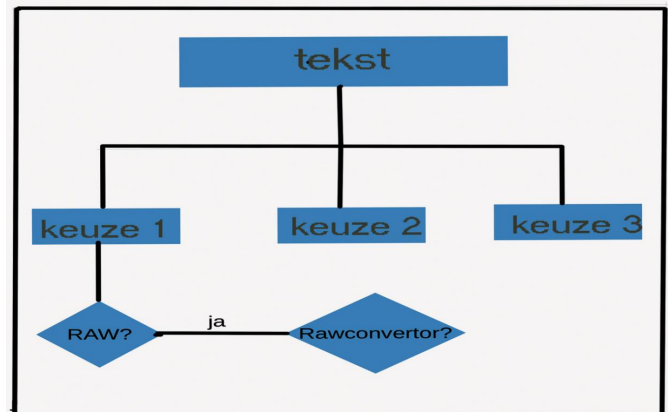 tekst
keuze 1
keuze 2
keuze 3
RAW?
ja
Rawconvertor?